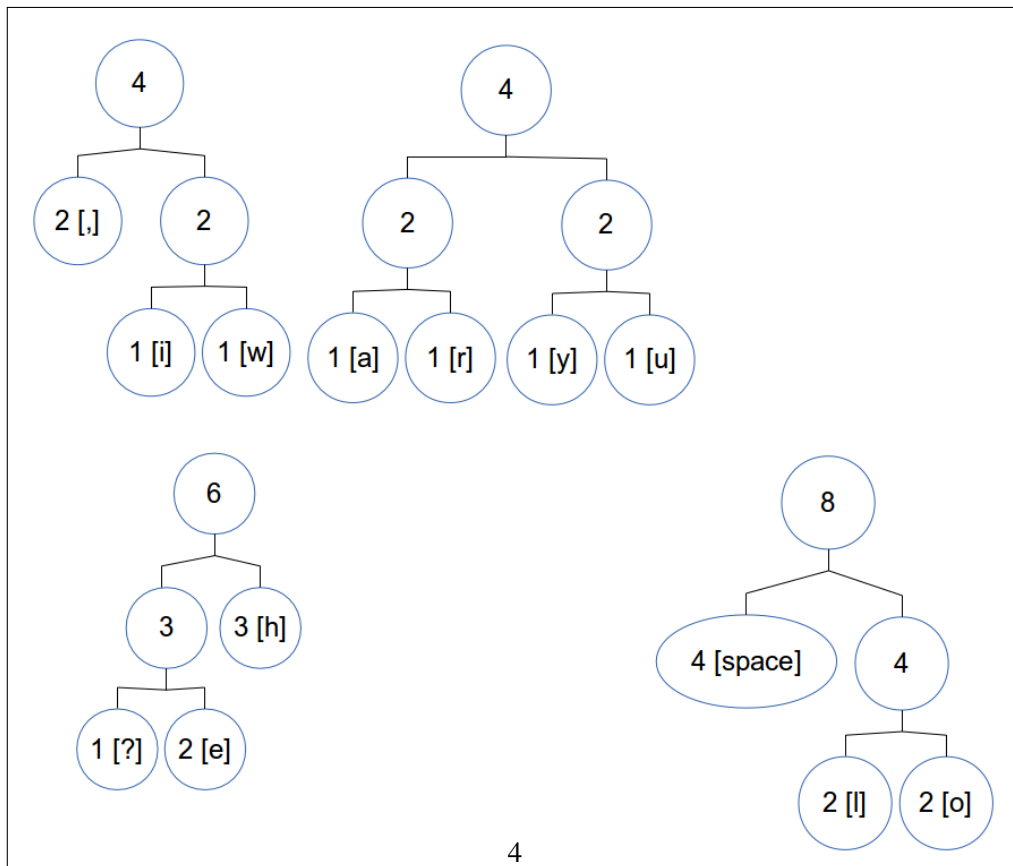 4 4
2 [,] 2 2 2
1 [i] 1 [w] 1 [a] 1 [r] 1 [y] 1 [u]
6 8
3 3 [h] 4 [space] 4
1 [?] 2 [e] 2 [l] 2 [o]
4